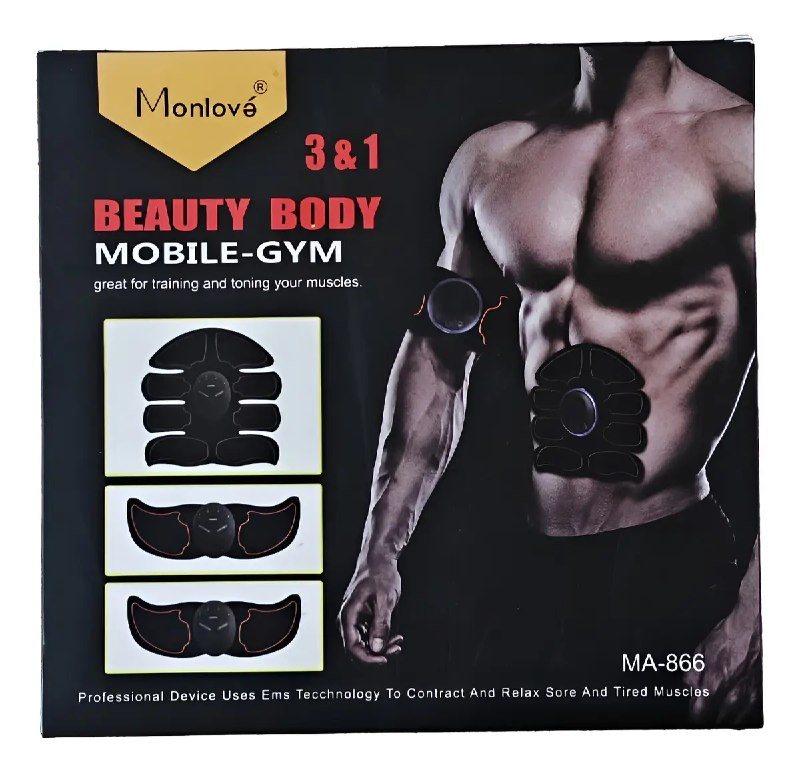 Monlové®
3 & 1
BEAUTY BODY
MOBILE-GYM
great for training and toning your muscles.
MA-866
Professional Device Uses Ems Tecchnology To Contract And Relax Sore And Tired Muscles